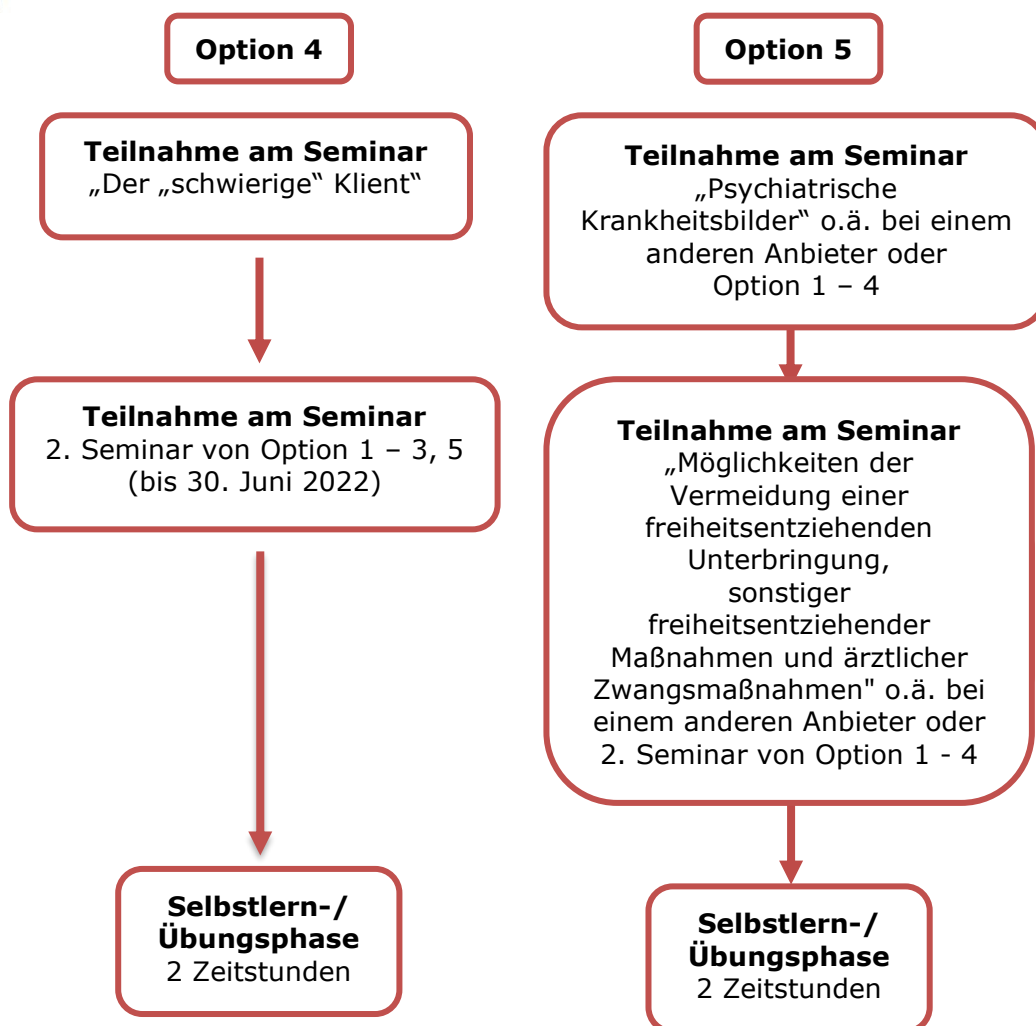 Option 4
Teilnahme am Seminar
„Der „schwierige“ Klient“
Teilnahme am Seminar
2. Seminar von Option 1 – 3, 5
(bis 30. Juni 2022)
Selbstlern-/
Übungsphase
2 Zeitstunden
Option 5
Teilnahme am Seminar
„Psychiatrische
Krankheitsbilder“ o.ä. bei einem
anderen Anbieter oder
Option 1 – 4
Teilnahme am Seminar
„Möglichkeiten der
Vermeidung einer
freiheitsentziehenden
Unterbringung,
sonstiger
freiheitsentziehender
Maßnahmen und ärztlicher
Zwangsmaßnahmen" o.ä. bei
einem anderen Anbieter oder
2. Seminar von Option 1 - 4
Selbstlern-/
Übungsphase
2 Zeitstunden